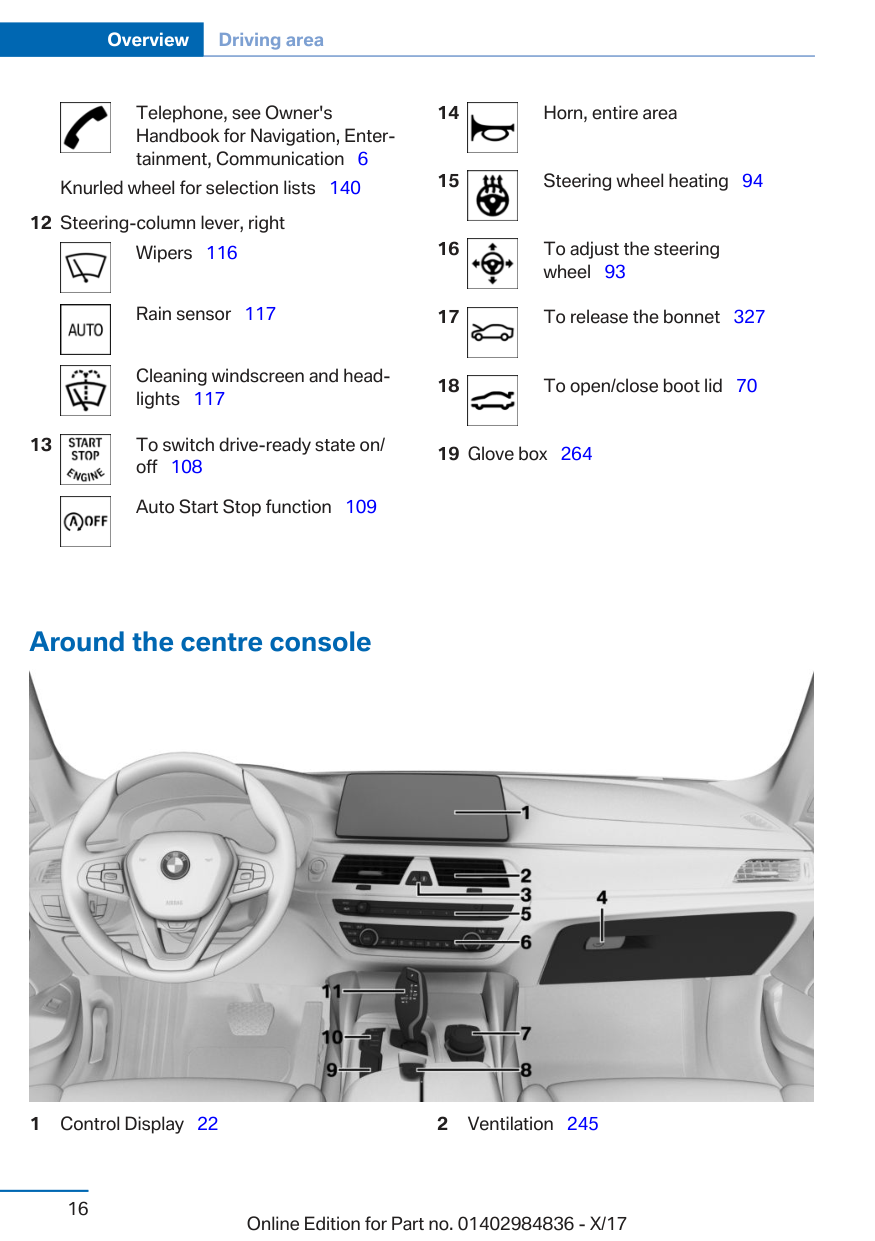 Overview Driving area
Telephone, see Owner's
Handbook for Navigation, Enter-
tainment, Communication 6
Knurled wheel for selection lists 140
12 Steering-column lever, right
Wipers 116
AUTO
Rain sensor 117
Cleaning windscreen and head-
lights 117
13
START
STOP
ENGINE
To switch drive-ready state on/
off 108
A OFF
Auto Start Stop function 109
14 Horn, entire area
15 Steering wheel heating 94
16 To adjust the steering
wheel 93
17 To release the bonnet 327
18 To open/close boot lid 70
19 Glove box 264
Around the centre console
1
2
3
4
5
6
11
10
7
9
8
1 Control Display 22
2 Ventilation 245
16
Online Edition for Part no. 01402984836 - X/17